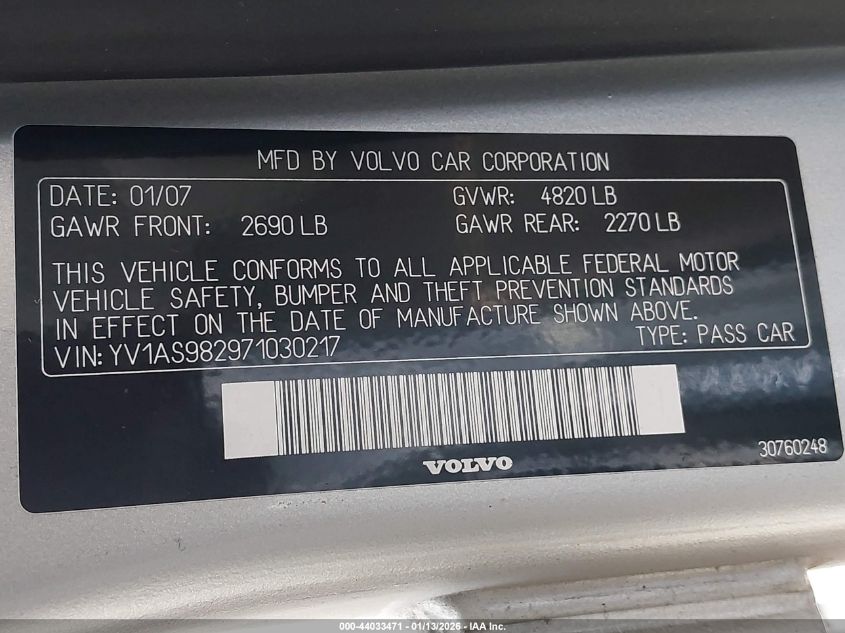 MFD BY VOLVO CAR CORPORATION
DATE: 01/07 GVWR: 4820 LB
GAWR FRONT: 2690 LB GAWR REAR: 2270 LB
THIS VEHICLE CONFORMS TO ALL APPLICABLE FEDERAL MOTOR
VEHICLE SAFETY, BUMPER AND THEFT PREVENTION STANDARDS
IN EFFECT ON THE DATE OF MANUFACTURE SHOWN ABOVE.
VIN: YV1AS982971030217 TYPE: PASS CAR
30760248
VOLVO
000-44033471 - 01/13/2026 - IAA Inc.